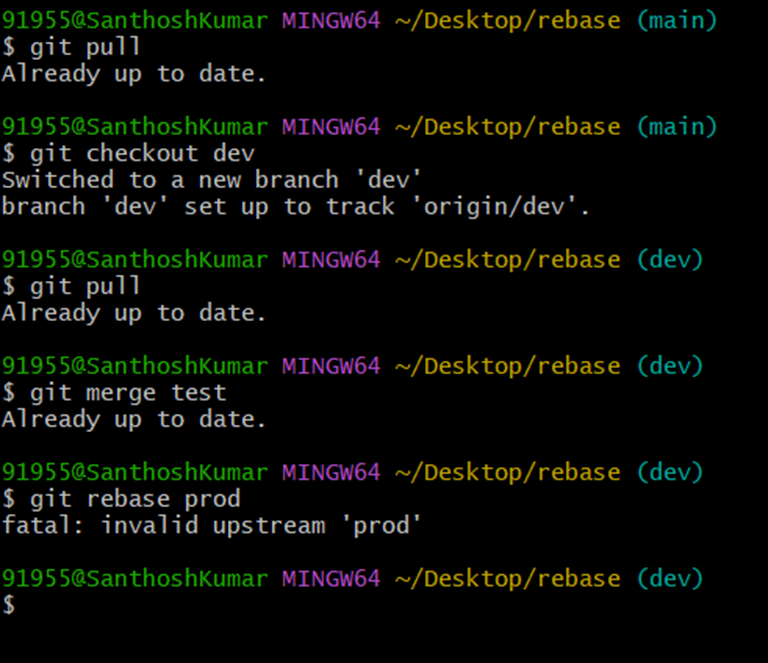 91955@SanthoshKumar MINGW64 ~/Desktop/rebase (main)
$ git pull
Already up to date.
91955@SanthoshKumar MINGW64 ~/Desktop/rebase (main)
$ git checkout dev
Switched to a new branch 'dev'
branch 'dev' set up to track 'origin/dev'.
91955@SanthoshKumar MINGW64 ~/Desktop/rebase (dev)
$ git pull
Already up to date.
91955@SanthoshKumar MINGW64 ~/Desktop/rebase (dev)
$ git merge test
Already up to date.
91955@SanthoshKumar MINGW64 ~/Desktop/rebase (dev)
$ git rebase prod
fatal: invalid upstream 'prod'
91955@SanthoshKumar MINGW64 ~/Desktop/rebase (dev)
$